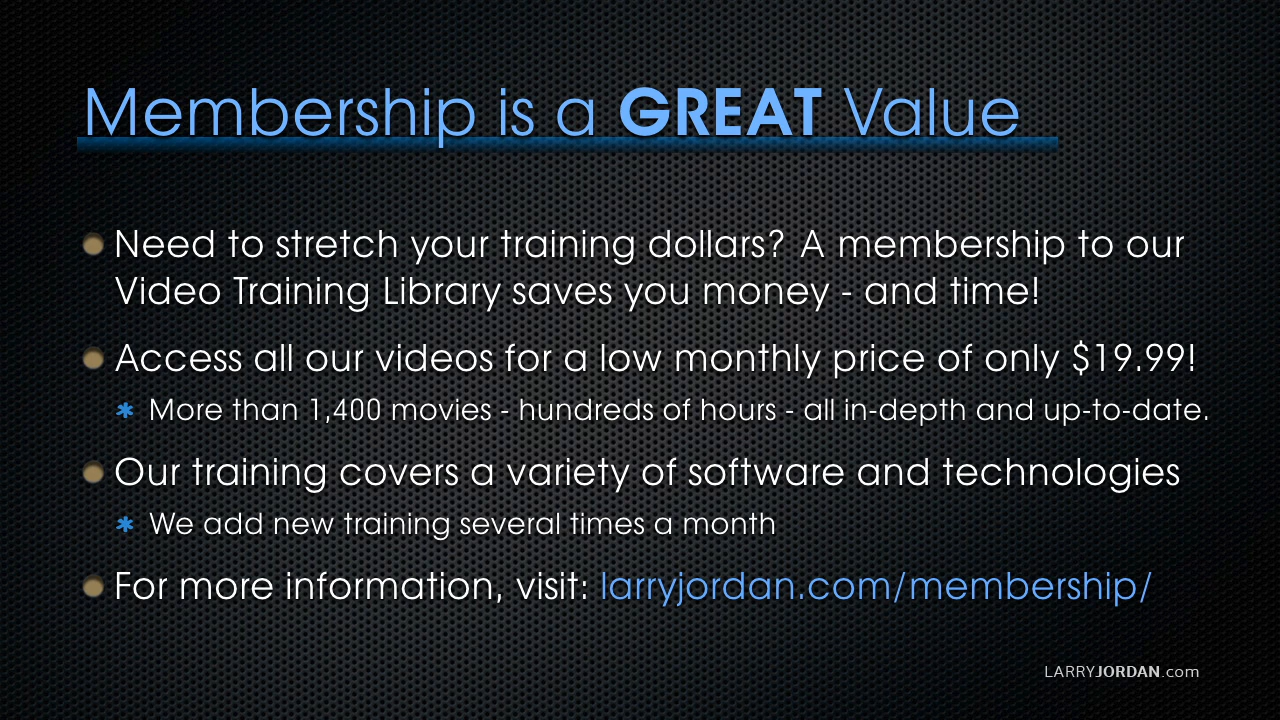 Membership is a GREAT Value
Need to stretch your training dollars? A membership to our
Video Training Library saves you money - and time!
Access all our videos for a low monthly price of only $19.99!
More than 1,400 movies - hundreds of hours - all in-depth and up-to-date.
Our training covers a variety of software and technologies
We add new training several times a month
For more information, visit: larryjordan.com/membership/
LARRYJORDAN.com